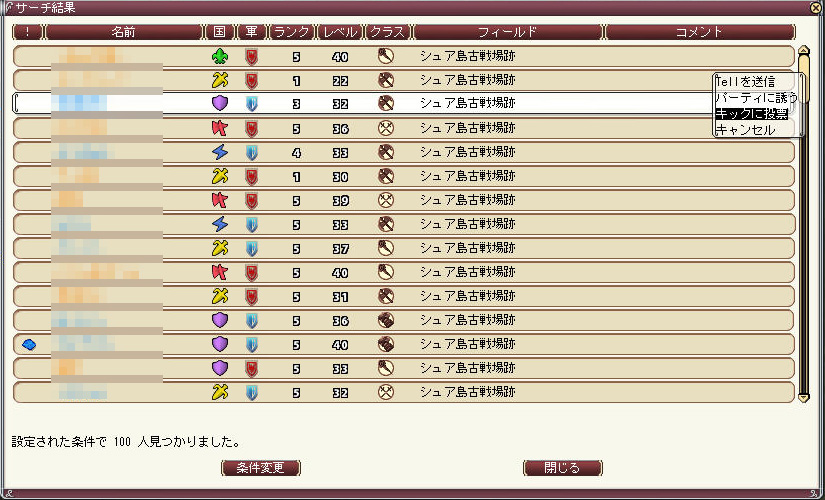 サーチ結果
! 名前 国 軍 ランク レベル クラス フィールド コメント
5 40 シュア島古戦場跡
1 22 シュア島古戦場跡
Tellを送信
3 32 シュア島古戦場跡
パーティに誘う
キックに投票
5 36 シュア島古戦場跡
キャンセル
4 33 シュア島古戦場跡
1 30 シュア島古戦場跡
5 39 シュア島古戦場跡
5 33 シュア島古戦場跡
5 37 シュア島古戦場跡
5 40 シュア島古戦場跡
5 31 シュア島古戦場跡
5 36 シュア島古戦場跡
5 40 シュア島古戦場跡
5 33 シュア島古戦場跡
5 32 シュア島古戦場跡
設定された条件で 100 人見つかりました。
条件変更 閉じる